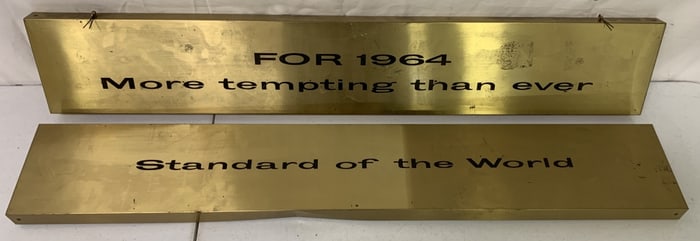 FOR 1964
More tempting than ever
Standard of the World